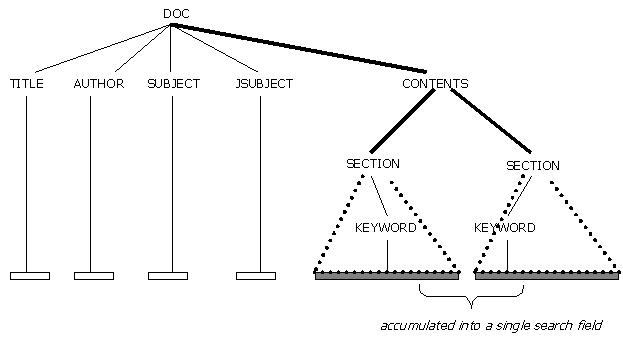 DOC
TITLE AUTHOR SUBJECT JSUBJECT CONTENTS
SECTION SECTION
KEYWORD KEYWORD
accumulated into a single search field